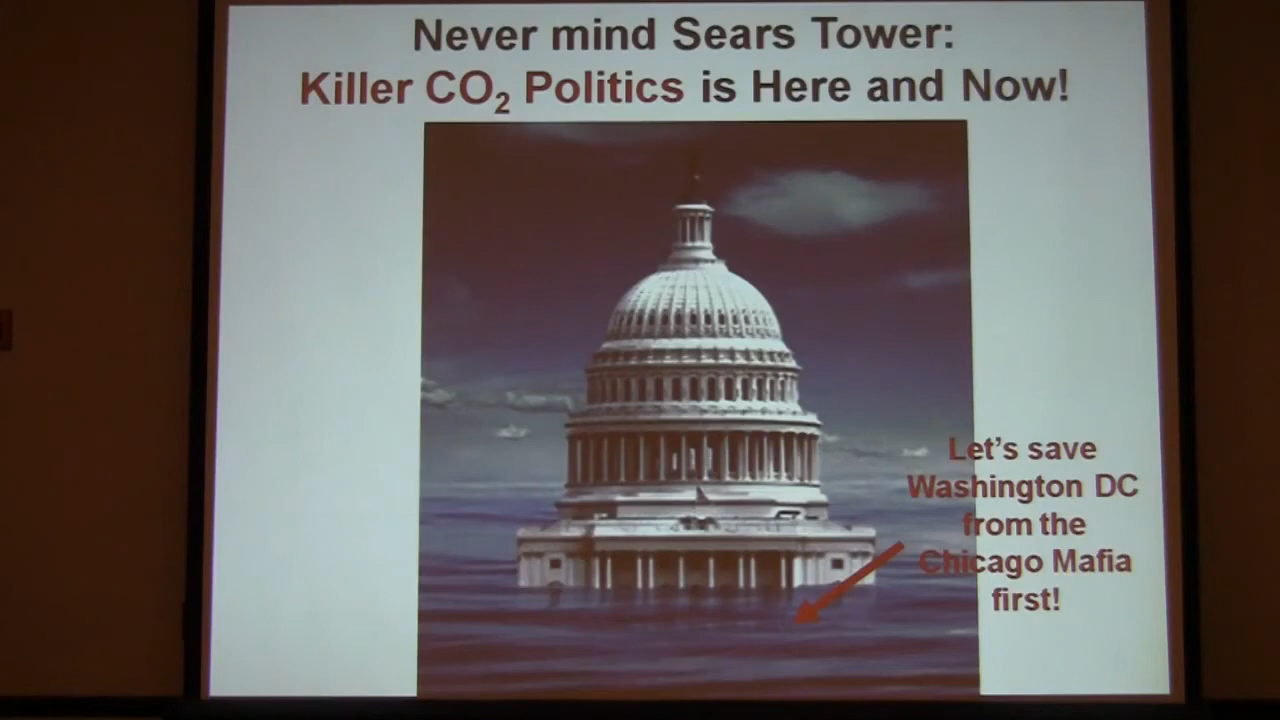 Never mind Sears Tower:
Killer CO₂ Politics is Here and Now!
Let's save
Washington DC
from the
Chicago Mafia
first!